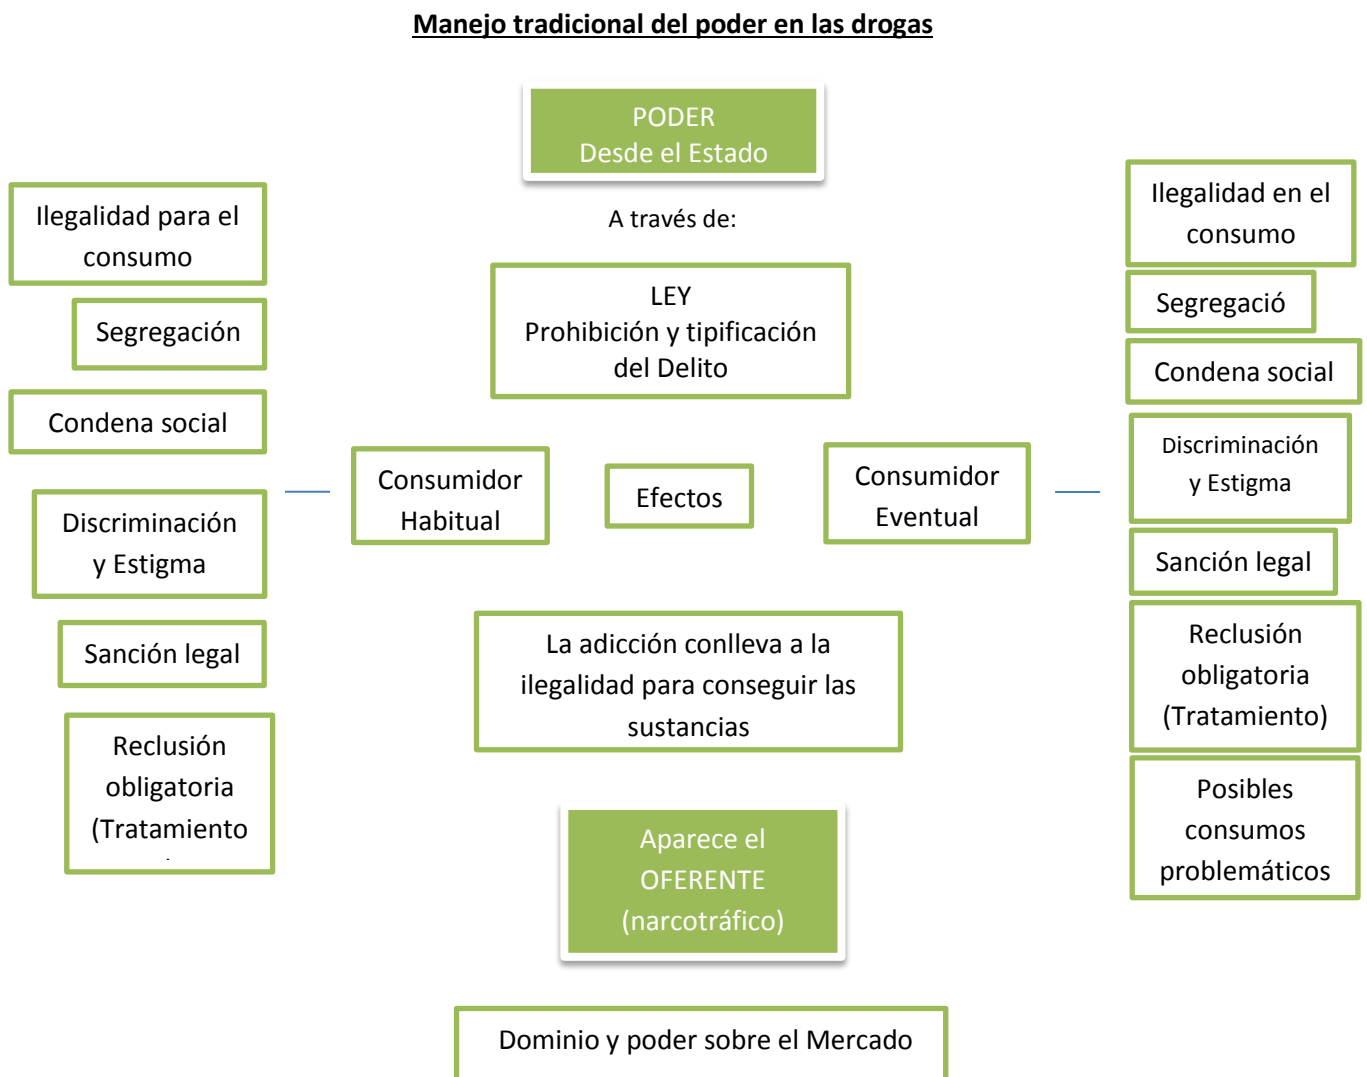 Manejo tradicional del poder en las drogas
PODER
Desde el Estado
A través de:
LEY
Prohibición y tipificación
del Delito
Ilegalidad para el
consumo
Segregación
Condena social
Discriminación
y Estigma
Sanción legal
Reclusión
obligatoria
(Tratamiento
Consumidor
Habitual
Efectos
Consumidor
Eventual
Ilegalidad en el
consumo
Segregació
Condena social
Discriminación
y Estigma
Sanción legal
Reclusión
obligatoria
(Tratamiento)
Posibles
consumos
problemáticos
La adicción conlleva a la
ilegalidad para conseguir las
sustancias
Aparece el
OFERENTE
(narcotráfico)
Dominio y poder sobre el Mercado